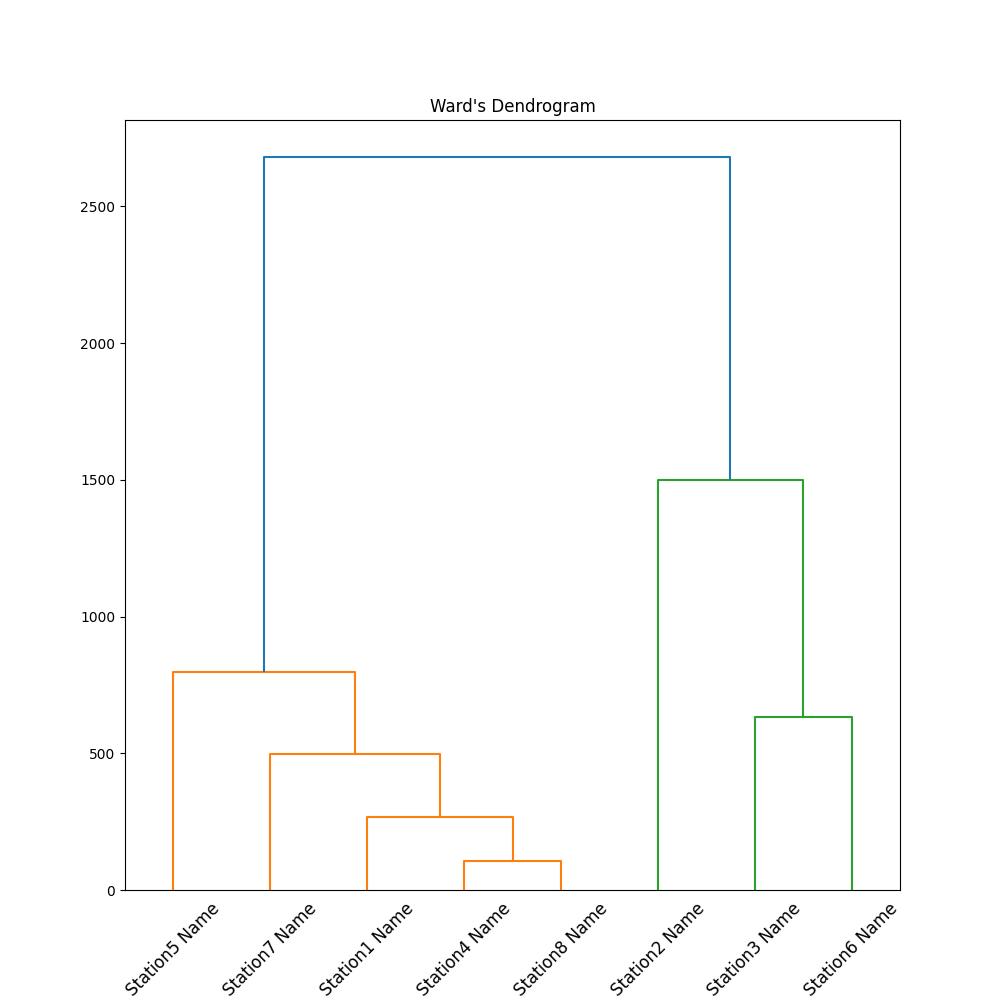 Ward's Dendrogram
2500
2000
1500
1000
500
0
Station5 Name
Station7 Name
Station1 Name
Station4 Name
Station8 Name
Station2 Name
Station3 Name
Station6 Name